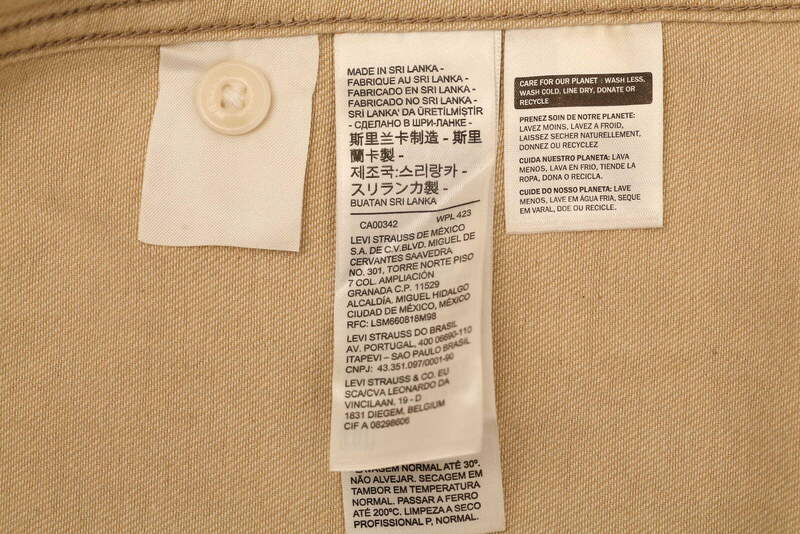 MADE IN SRI LANKA -
FABRIQUE AU SRI LANKA -
FABRICADO EN SRI LANKA -
FABRICADO NO SRI LANKA -
SRI LANKA' DA ÜRETİLMİŞTİR
- СДЕЛАНО В ШРИ-ЛАНКЕ -
斯里兰卡制造 - 斯里
蘭卡製 -
제조국:스리랑카 -
スリランカ製 -
BUATAN SRI LANKA
CA00342 WPL 423
LEVI STRAUSS DE MÉXICO
S.A. DE C.V.BLVD. MIGUEL DE
CERVANTES SAAVEDRA
NO. 301, TORRE NORTE PISO
7 COL. AMPLIACIÓN
GRANADA C.P. 11529
ALCALDÍA. MIGUEL HIDALGO
CIUDAD DE MÉXICO, MÉXICO
RFC: LSM660818M98
LEVI STRAUSS DO BRASIL
AV. PORTUGAL, 400 06690-110
ITAPEVI – SAO PAULO BRASIL
CNPJ: 43.351.097/0001-90
LEVI STRAUSS & CO. EU
SCA/CVA LEONARDO DA
VINCILAAN, 19 - D
1831 DIEGEM, BELGIUM
CIF A 08298606
LAVAGEM NORMAL ATÉ 30º.
NÃO ALVEJAR. SECAGEM EM
TAMBOR EM TEMPERATURA
NORMAL. PASSAR A FERRO
ATÉ 200ºC. LIMPEZA A SECO
PROFISSIONAL P, NORMAL.
CARE FOR OUR PLANET : WASH LESS,
WASH COLD, LINE DRY, DONATE OR
RECYCLE
PRENEZ SOIN DE NOTRE PLANETE:
LAVEZ MOINS, LAVEZ A FROID,
LAISSEZ SECHER NATURELLEMENT,
DONNEZ OU RECYCLEZ
CUIDA NUESTRO PLANETA: LAVA
MENOS, LAVA EN FRIO, TIENDE LA
ROPA, DONA O RECICLA.
CUIDE DO NOSSO PLANETA: LAVE
MENOS, LAVE EM ÁGUA FRIA, SEQUE
EM VARAL, DOE OU RECICLE.